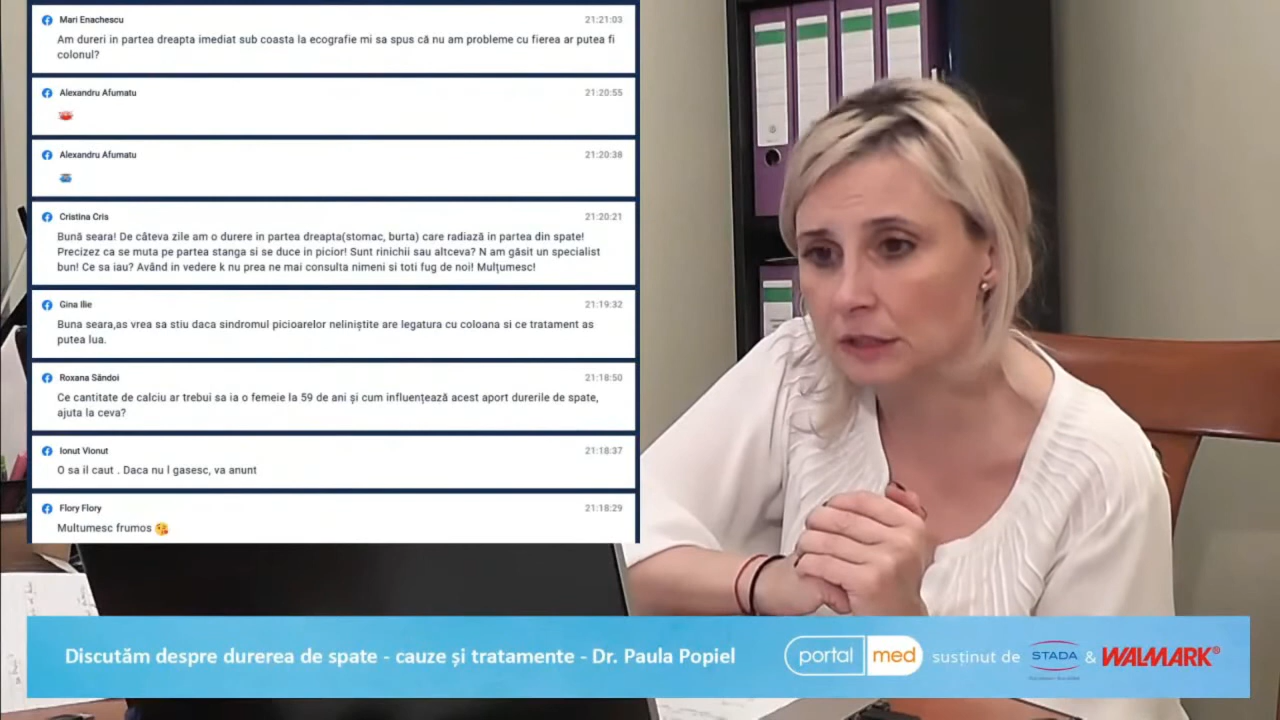 Mari Enachescu 21:21:03
Am dureri in partea dreapta imediat sub coasta la ecografie mi sa spus că nu am probleme cu fierea ar putea fi
colonul?
Alexandru Afumatu 21:20:55
Alexandru Afumatu 21:20:38
Cristina Cris 21:20:21
Bună seara! De câteva zile am o durere in partea dreapta(stomac, burta) care radiază in partea din spate!
Precizez ca se muta pe partea stanga si se duce in picior! Sunt rinichii sau altceva? N am găsit un specialist
bun! Ce sa iau? Având in vedere k nu prea ne mai consulta nimeni si toti fug de noi! Mulțumesc!
Gina Ilie 21:19:32
Buna seara,as vrea sa stiu daca sindromul picioarelor neliniștite are legatura cu coloana si ce tratament as
putea lua.
Roxana Săndoi 21:18:50
Ce cantitate de calciu ar trebui sa ia o femeie la 59 de ani și cum influențează acest aport durerile de spate,
ajuta la ceva?
Ionut Vionut 21:18:37
O sa il caut . Daca nu l gasesc, va anunt
Flory Flory 21:18:29
Multumesc frumos 😘
Discutăm despre durerea de spate - cauze și tratamente - Dr. Paula Popiel
portal med susținut de STADA & WALMARK®